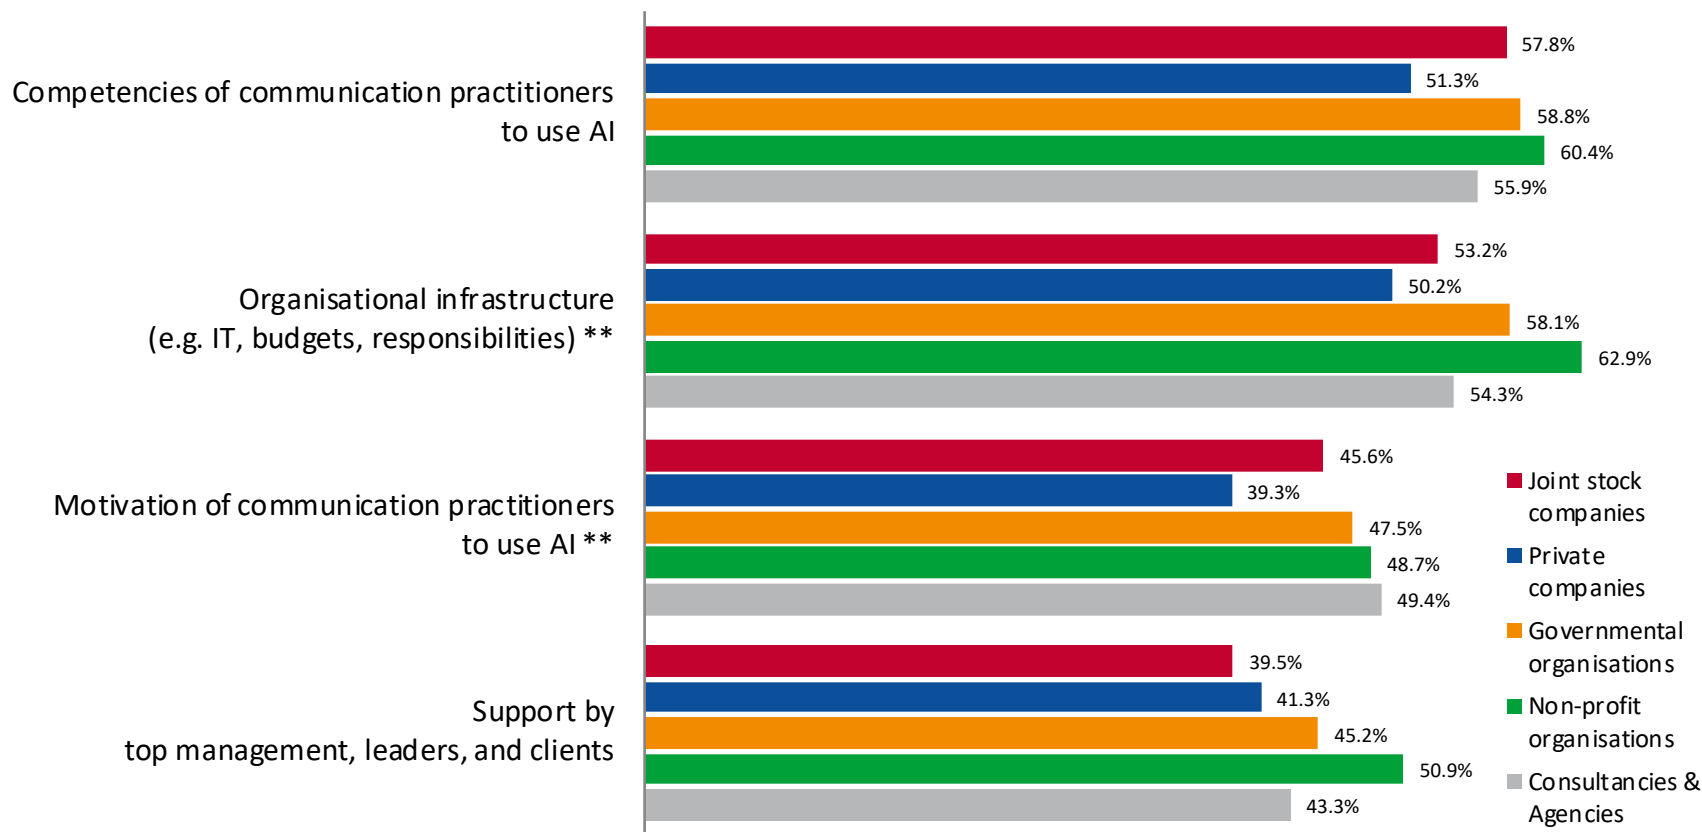 Competencies of communication practitioners
to use AI
57.8%
51.3%
58.8%
60.4%
55.9%
Organisational infrastructure
(e.g. IT, budgets, responsibilities) **
53.2%
50.2%
58.1%
62.9%
54.3%
Motivation of communication practitioners
to use AI **
45.6%
39.3%
47.5%
48.7%
49.4%
Support by
top management, leaders, and clients
39.5%
41.3%
45.2%
50.9%
43.3%
Joint stock
companies
Private
companies
Governmental
organisations
Non-profit
organisations
Consultancies &
Agencies